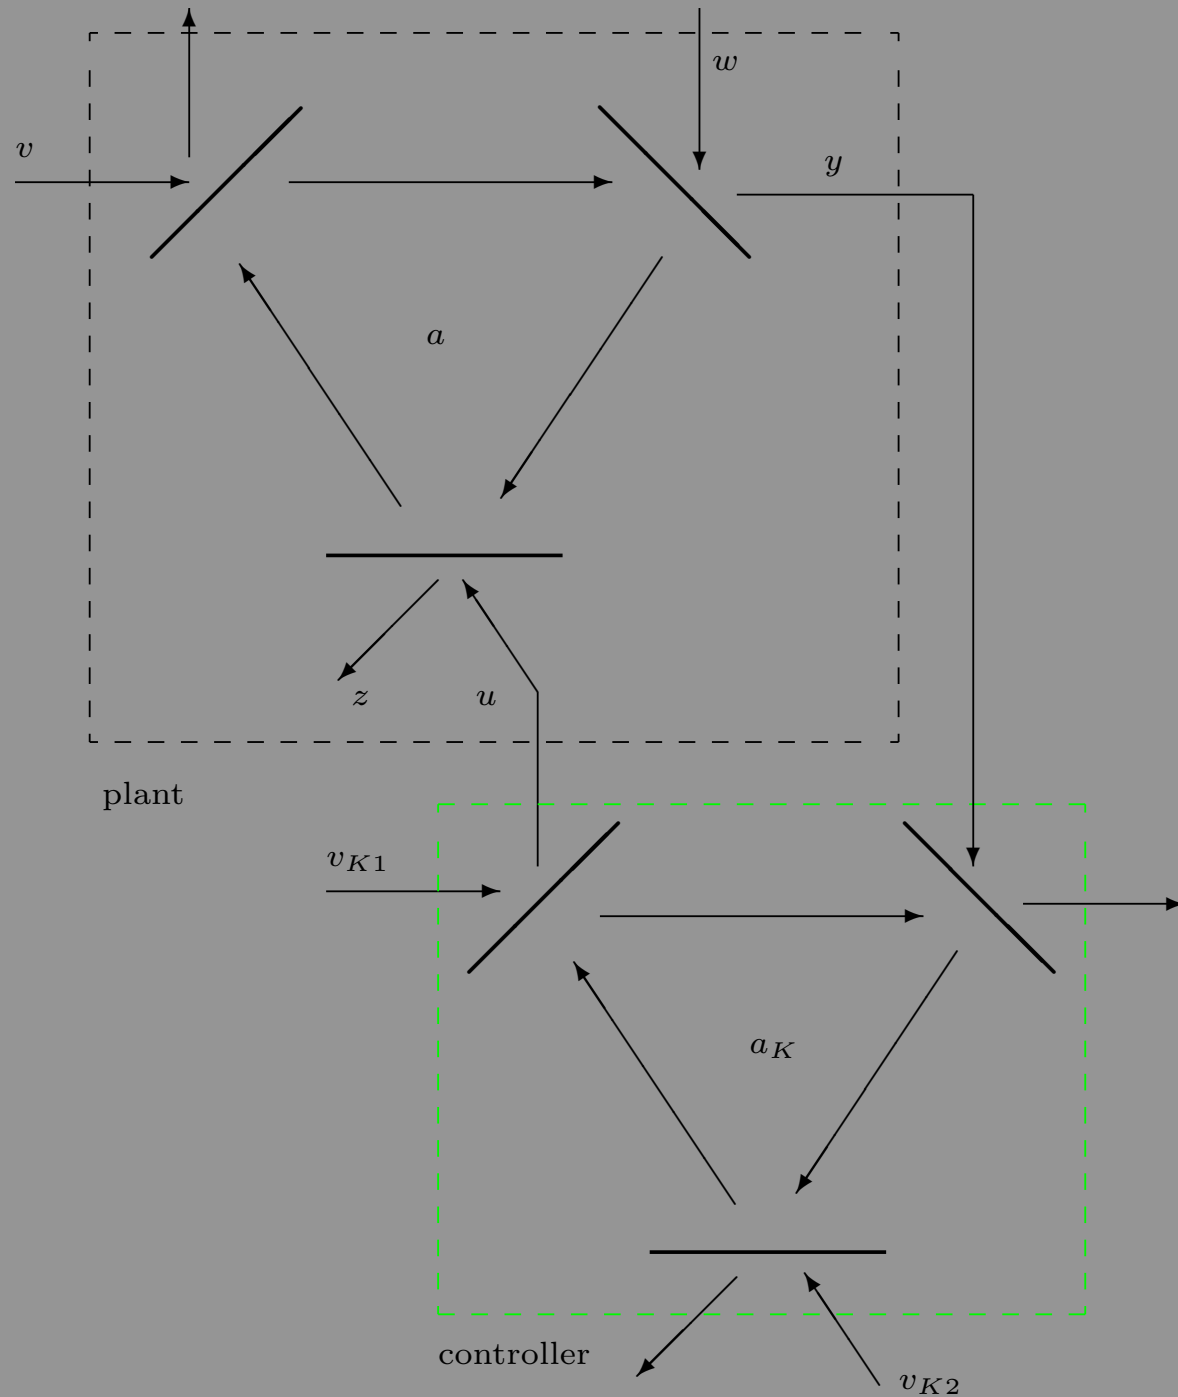 w
v
y
a
z
u
plant
v_{K1}
a_K
controller
v_{K2}